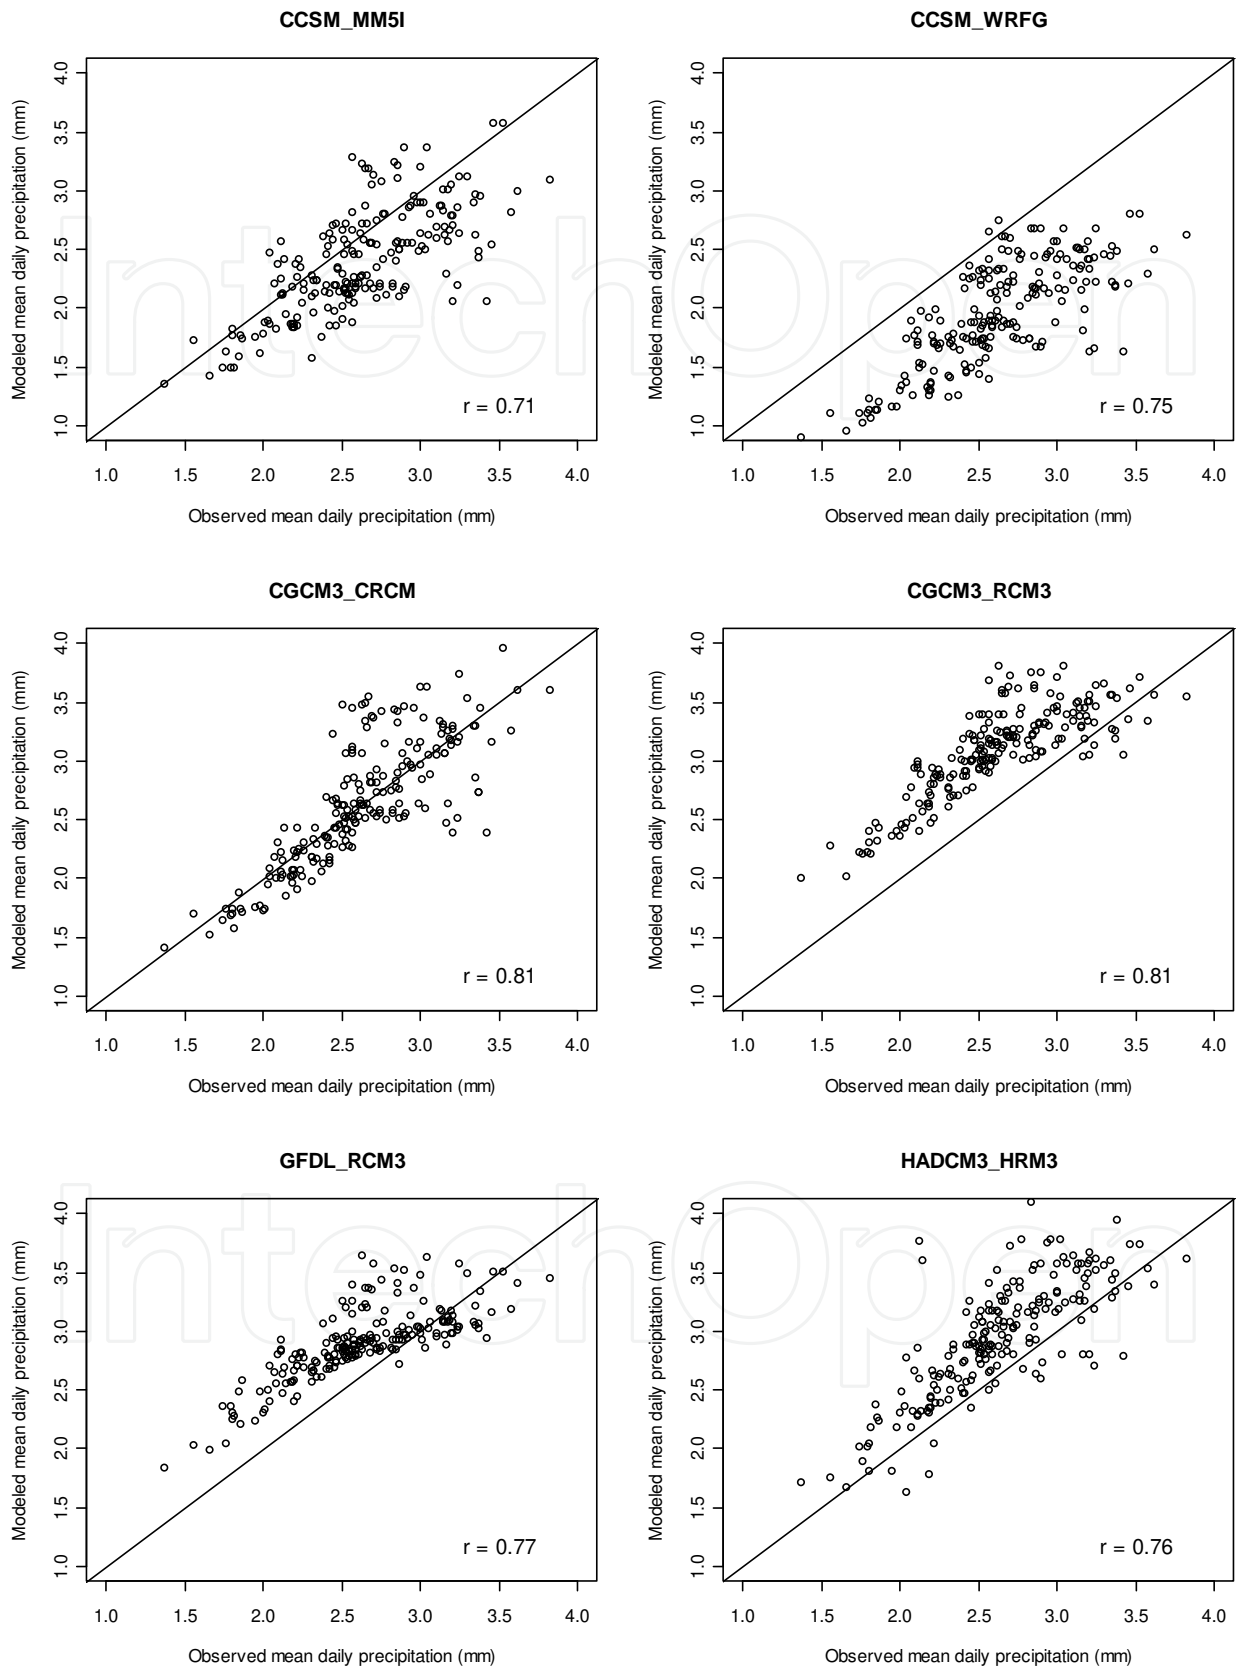 CCSM_MM5I
Modeled mean daily precipitation (mm)
4.0
3.5
3.0
2.5
2.0
1.5
1.0
r = 0.71
1.0 1.5 2.0 2.5 3.0 3.5 4.0
Observed mean daily precipitation (mm)
CCSM_WRFG
Modeled mean daily precipitation (mm)
4.0
3.5
3.0
2.5
2.0
1.5
1.0
r = 0.75
1.0 1.5 2.0 2.5 3.0 3.5 4.0
Observed mean daily precipitation (mm)
IntechOpen
CGCM3_CRCM
Modeled mean daily precipitation (mm)
4.0
3.5
3.0
2.5
2.0
1.5
1.0
r = 0.81
1.0 1.5 2.0 2.5 3.0 3.5 4.0
Observed mean daily precipitation (mm)
CGCM3_RCM3
Modeled mean daily precipitation (mm)
4.0
3.5
3.0
2.5
2.0
1.5
1.0
r = 0.81
1.0 1.5 2.0 2.5 3.0 3.5 4.0
Observed mean daily precipitation (mm)
GFDL_RCM3
Modeled mean daily precipitation (mm)
4.0
3.5
3.0
2.5
2.0
1.5
1.0
r = 0.77
1.0 1.5 2.0 2.5 3.0 3.5 4.0
Observed mean daily precipitation (mm)
HADCM3_HRM3
Modeled mean daily precipitation (mm)
4.0
3.5
3.0
2.5
2.0
1.5
1.0
r = 0.76
1.0 1.5 2.0 2.5 3.0 3.5 4.0
Observed mean daily precipitation (mm)
IntechOpen